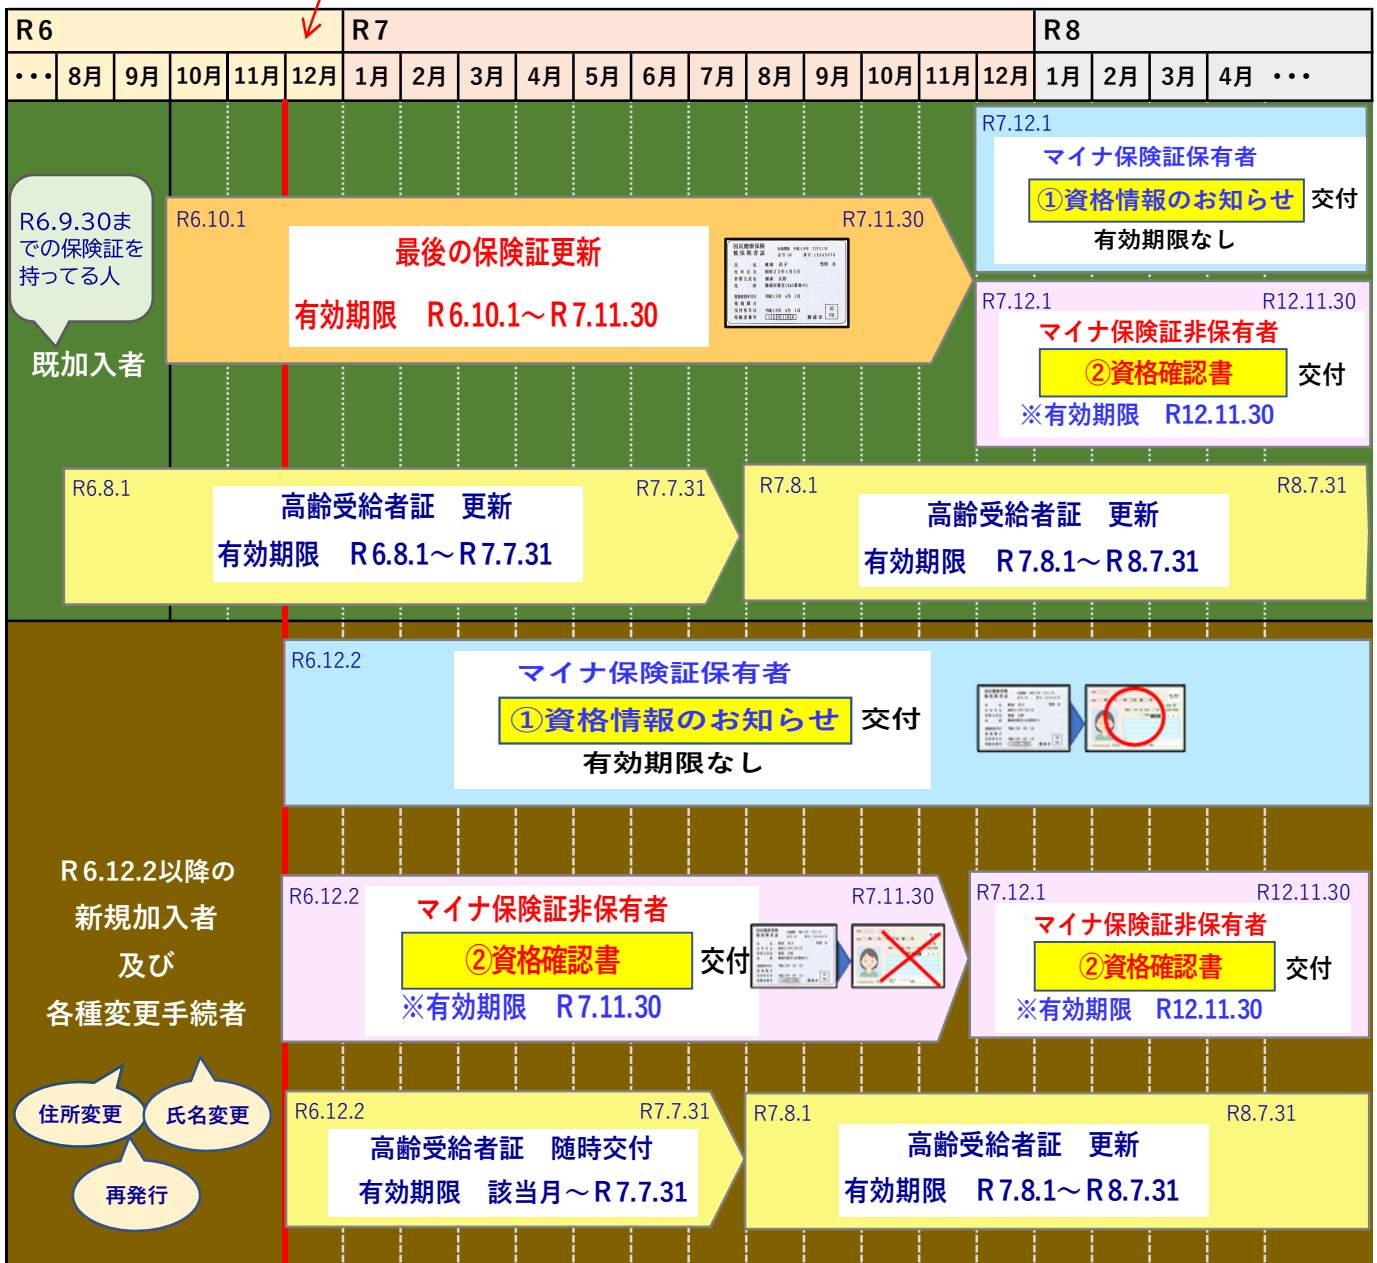 R6
R7
R8
・・・ 8月 9月 10月 11月 12月 1月 2月 3月 4月 5月 6月 7月 8月 9月 10月 11月 12月 1月 2月 3月 4月 ・・・
R6.9.30ま
での保険証を
持ってる人
既加入者
R6.10.1
R7.11.30
最後の保険証更新
有効期限 R6.10.1～R7.11.30
国民健康保険
被保険者証
R7.12.1
マイナ保険証保有者
①資格情報のお知らせ 交付
有効期限なし
R7.12.1
R12.11.30
マイナ保険証非保有者
②資格確認書 交付
※有効期限 R12.11.30
R6.8.1
R7.7.31
高齢受給者証 更新
有効期限 R6.8.1～R7.7.31
R7.8.1
R8.7.31
高齢受給者証 更新
有効期限 R7.8.1～R8.7.31
R6.12.2以降の
新規加入者
及び
各種変更手続者
住所変更
氏名変更
再発行
R6.12.2
マイナ保険証保有者
①資格情報のお知らせ 交付
有効期限なし
R6.12.2
R7.11.30
マイナ保険証非保有者
②資格確認書 交付
※有効期限 R7.11.30
R7.12.1
R12.11.30
マイナ保険証非保有者
②資格確認書 交付
※有効期限 R12.11.30
R6.12.2
R7.7.31
高齢受給者証 随時交付
有効期限 該当月～R7.7.31
R7.8.1
R8.7.31
高齢受給者証 更新
有効期限 R7.8.1～R8.7.31